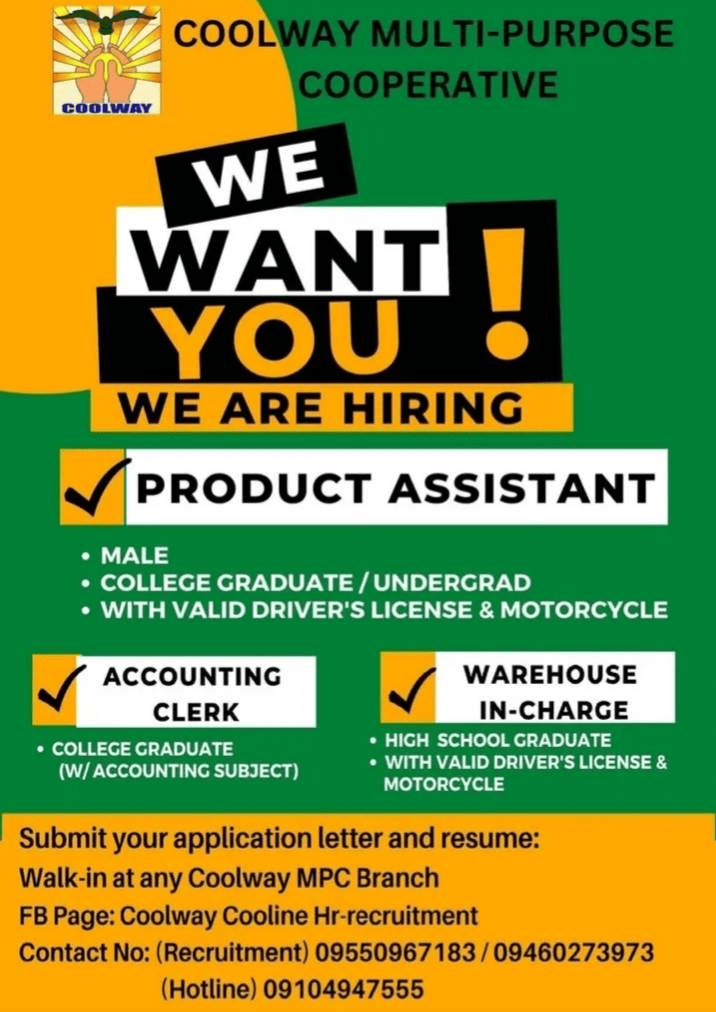 COOLWAY
COOLWAY MULTI-PURPOSE
COOPERATIVE
WE
WANT
YOU !
WE ARE HIRING
PRODUCT ASSISTANT
• MALE
• COLLEGE GRADUATE / UNDERGRAD
• WITH VALID DRIVER'S LICENSE & MOTORCYCLE
ACCOUNTING
CLERK
• COLLEGE GRADUATE
(W/ ACCOUNTING SUBJECT)
WAREHOUSE
IN-CHARGE
• HIGH SCHOOL GRADUATE
• WITH VALID DRIVER'S LICENSE &
MOTORCYCLE
Submit your application letter and resume:
Walk-in at any Coolway MPC Branch
FB Page: Coolway Cooline Hr-recruitment
Contact No: (Recruitment) 09550967183 / 09460273973
(Hotline) 09104947555